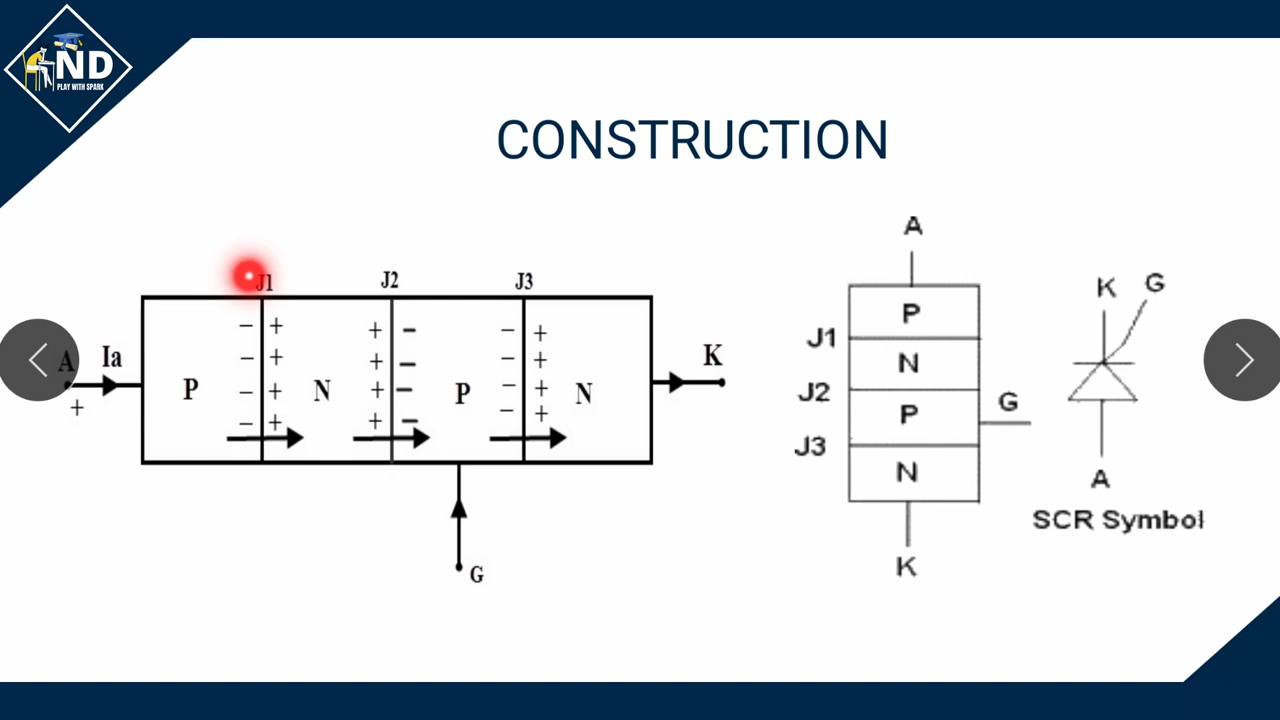 ND
PLAY WITH SPARK
CONSTRUCTION
J1 J2 J3
A Ia P N P N K
+
- + + - - +
- + + - - +
- + + - - +
- + + - - +
G
A
P
J1
N
J2
P
G
J3
N
K
K G
A
SCR Symbol